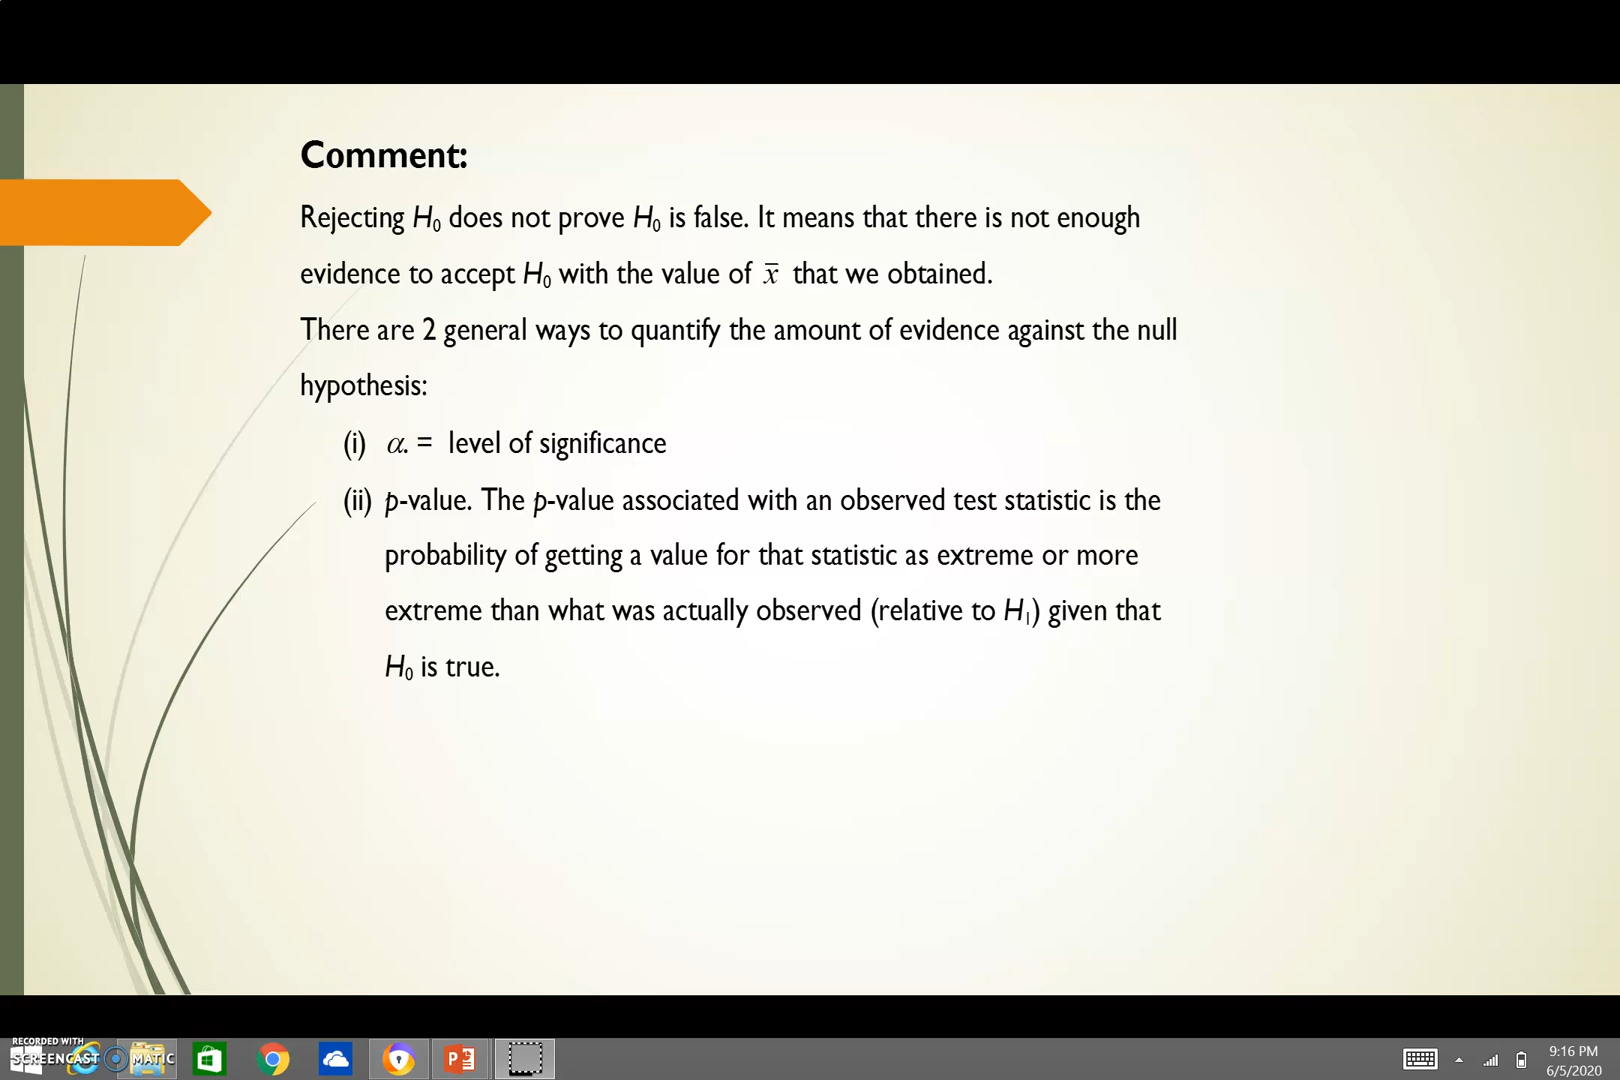 Comment:
Rejecting H₀ does not prove H₀ is false. It means that there is not enough
evidence to accept H₀ with the value of x̄ that we obtained.
There are 2 general ways to quantify the amount of evidence against the null
hypothesis:
(i) α. = level of significance
(ii) p-value. The p-value associated with an observed test statistic is the
probability of getting a value for that statistic as extreme or more
extreme than what was actually observed (relative to H₁) given that
H₀ is true.
RECORDED WITH
SCREENCAST MATIC
9:16 PM
6/5/2020